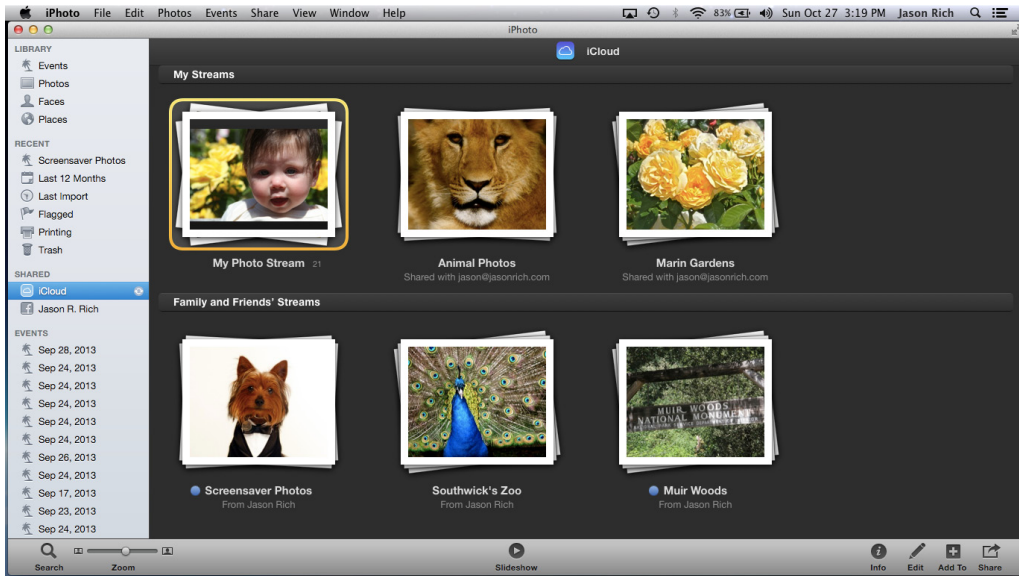 iPhoto File Edit Photos Events Share View Window Help 83% Sun Oct 27 3:19 PM Jason Rich
iPhoto
LIBRARY
Events
Photos
Faces
Places
RECENT
Screensaver Photos
Last 12 Months
Last Import
Flagged
Printing
Trash
SHARED
iCloud
Jason R. Rich
EVENTS
Sep 28, 2013
Sep 24, 2013
Sep 24, 2013
Sep 24, 2013
Sep 24, 2013
Sep 24, 2013
Sep 26, 2013
Sep 24, 2013
Sep 17, 2013
Sep 23, 2013
Sep 24, 2013
iCloud
My Streams
My Photo Stream 21
Animal Photos
Shared with jason@jasonrich.com
Marin Gardens
Shared with jason@jasonrich.com
Family and Friends' Streams
MUIR WOODS
NATIONAL MONUMENT
Screensaver Photos
From Jason Rich
Southwick's Zoo
From Jason Rich
Muir Woods
From Jason Rich
Search Zoom Slideshow Info Edit Add To Share